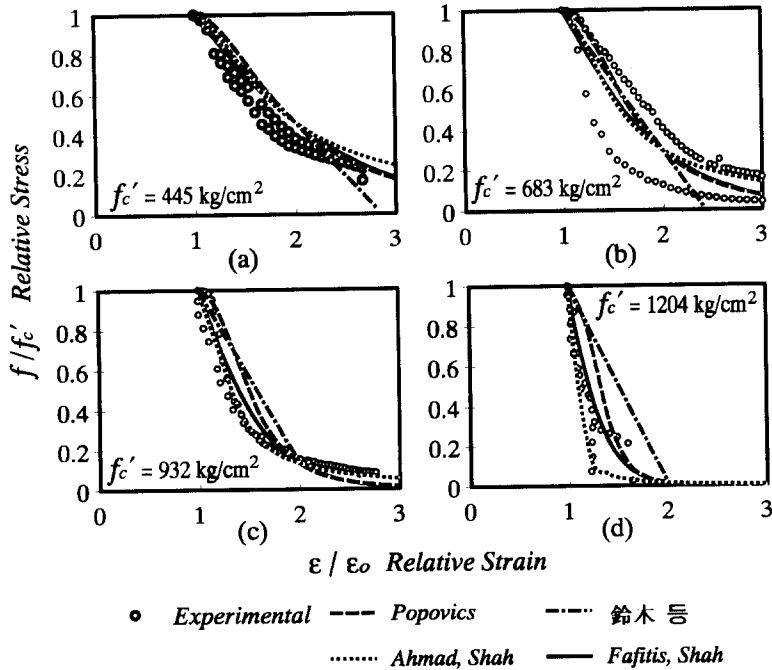 1
0.8
0.6
0.4
0.2
0
fc′ = 445 kg/cm²
0 1 2 3
(a)
1
0.8
0.6
0.4
0.2
0
fc′ = 683 kg/cm²
0 1 2 3
(b)
1
0.8
0.6
0.4
0.2
0
fc′ = 932 kg/cm²
0 1 2 3
(c)
1
0.8
0.6
0.4
0.2
0
fc′ = 1204 kg/cm²
0 1 2 3
(d)
f/fc′ Relative Stress
ε / εo Relative Strain
Experimental Popovics 鈴木 등
Ahmad, Shah Fafitis, Shah